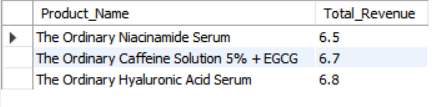 Product_Name Total_Revenue
The Ordinary Niacinamide Serum 6.5
The Ordinary Caffeine Solution 5% + EGCG 6.7
The Ordinary Hyaluronic Acid Serum 6.8